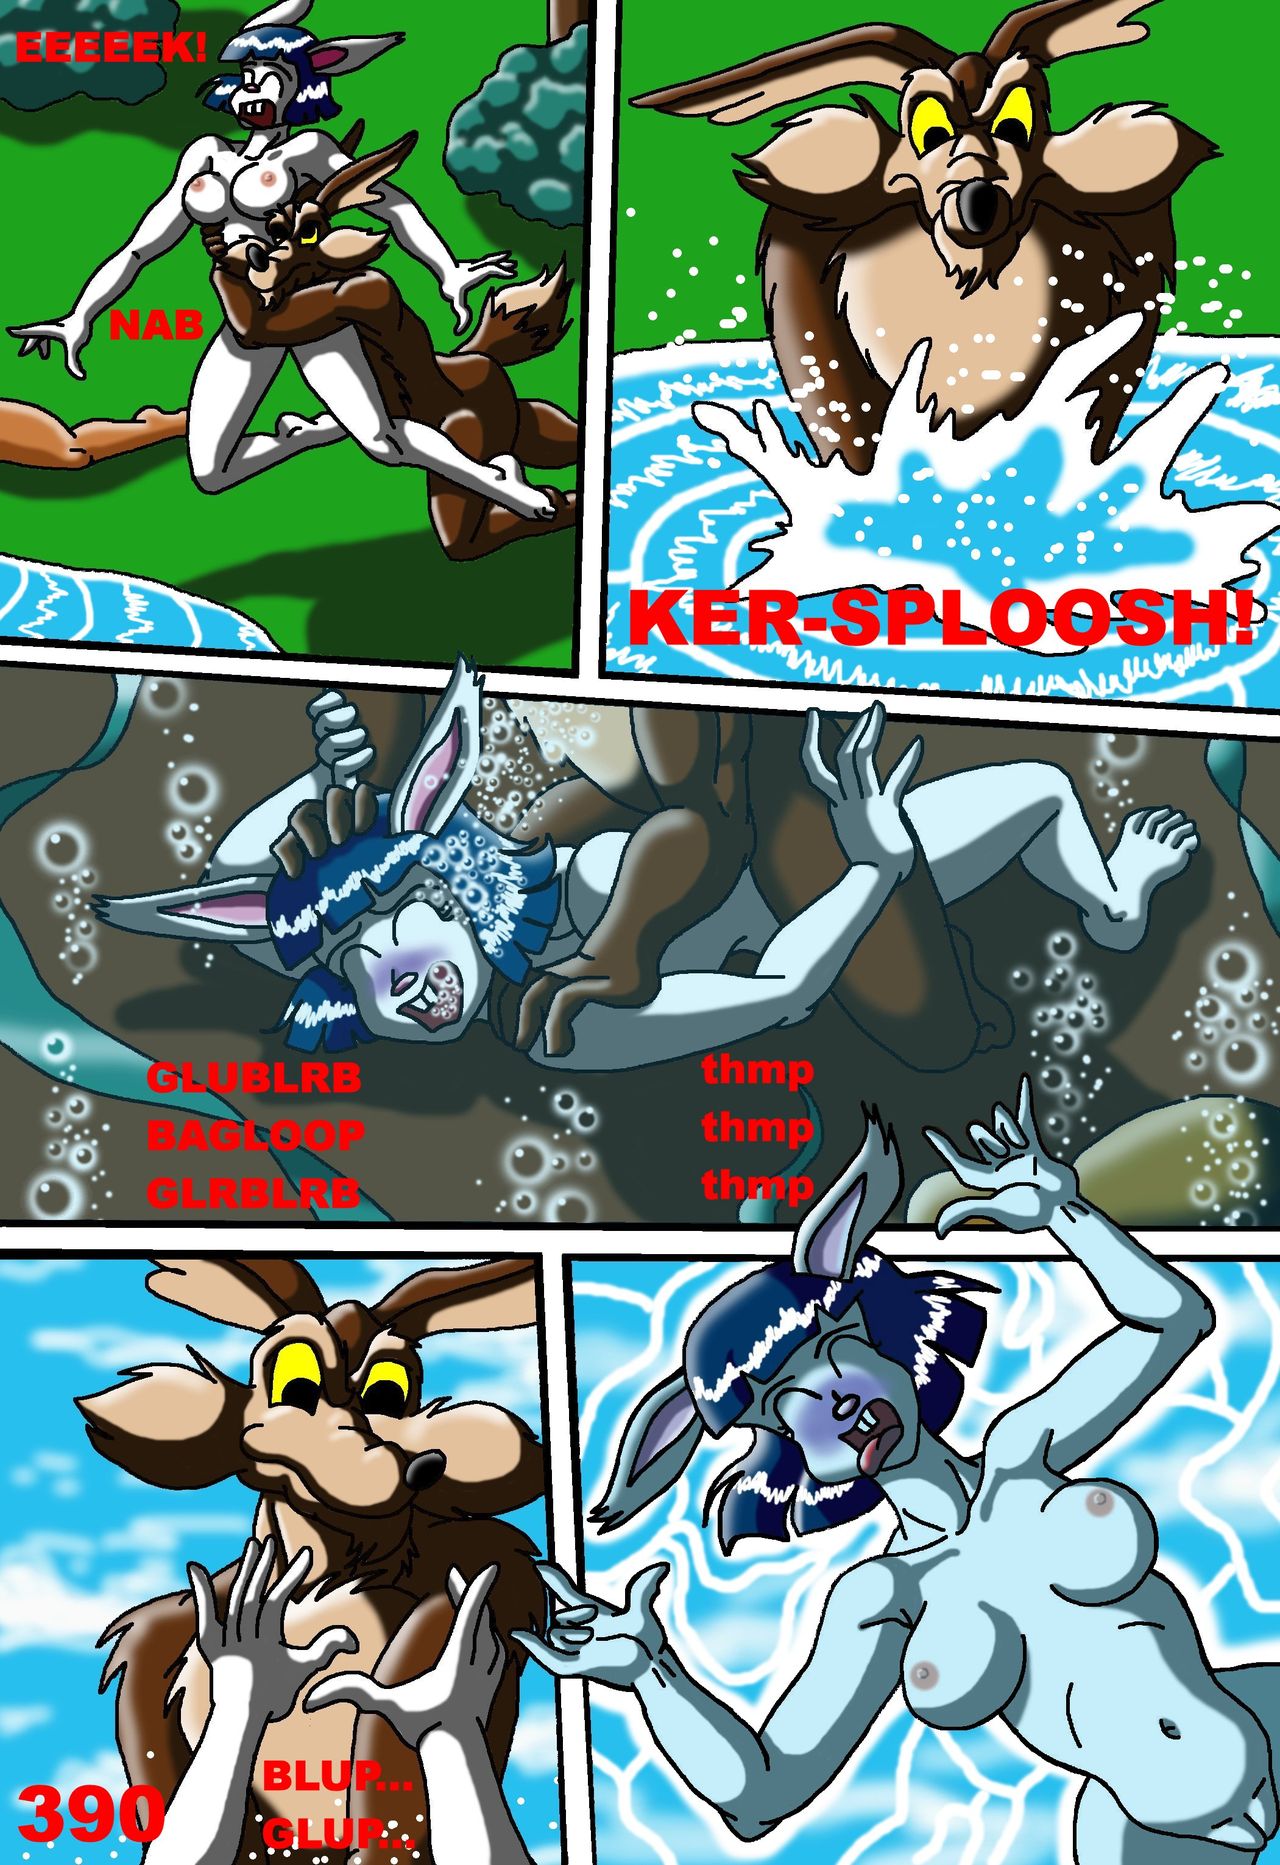 EEEEEK!
NAB
KER-SPLOOSH!
GLUBLRB
BAGLOOP
GLRBLRB
thmp
thmp
thmp
BLUP...
GLUP...
390